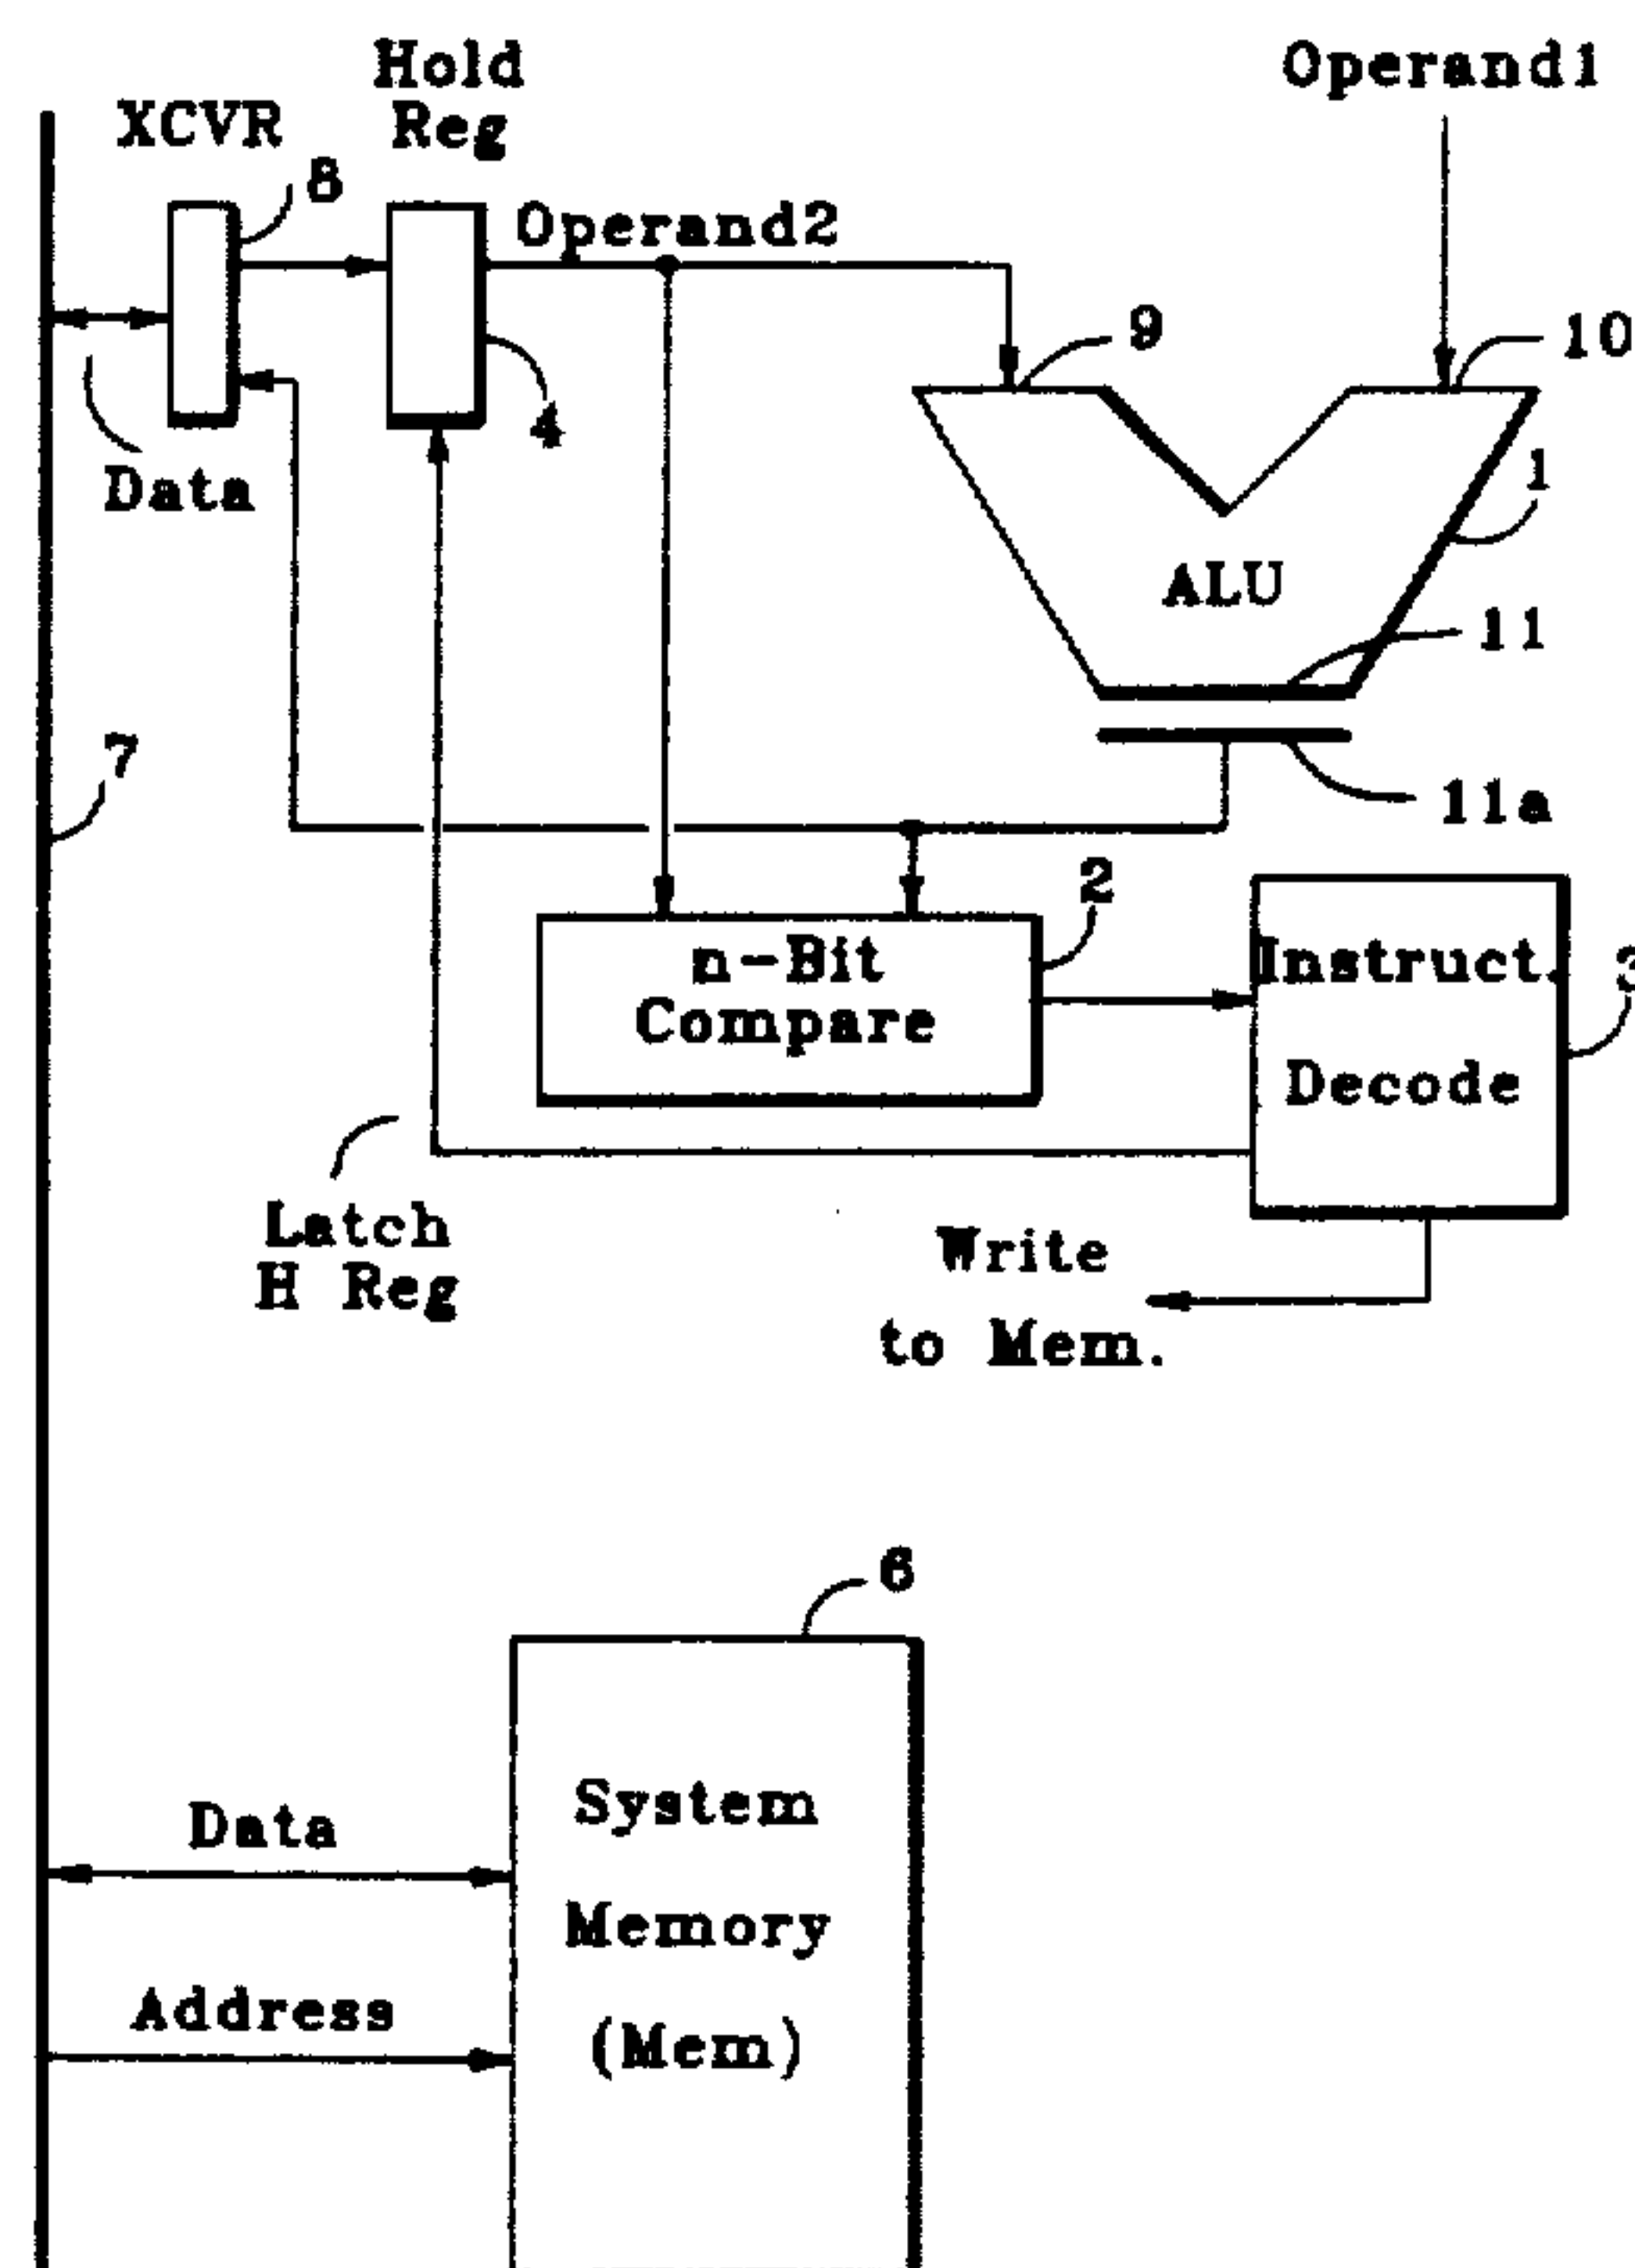 Hold
Reg
XCVR
8
Operand1
Operand2
9
10
4
Data
1
ALU
11
7
11a
2
n-Bit
Compare
Instruct.
Decode
3
Latch
H Reg
Write
to Mem.
6
System
Memory
(Mem)
Data
Address